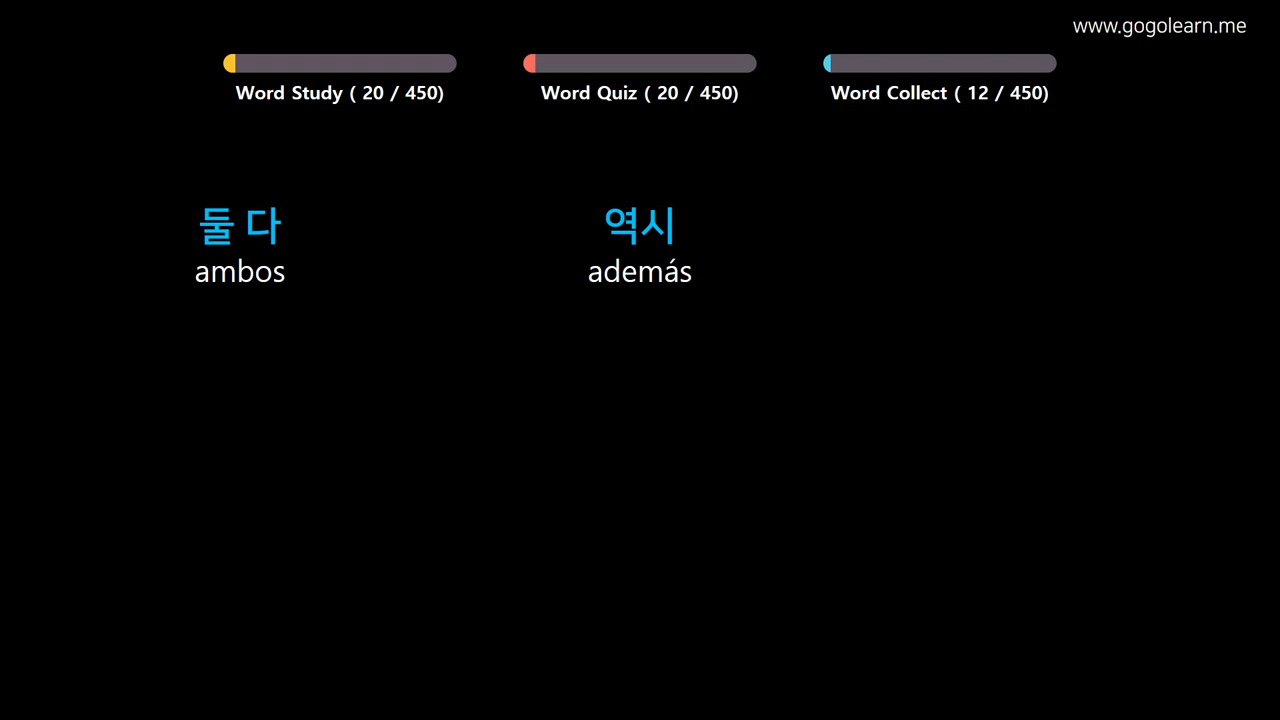 www.gogolearn.me
Word Study ( 20 / 450)
Word Quiz ( 20 / 450)
Word Collect ( 12 / 450)
둘 다
ambos
역시
además